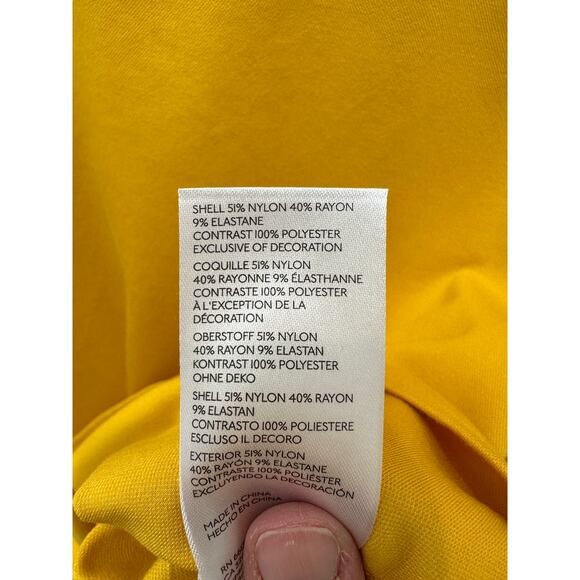 SHELL 51% NYLON 40% RAYON
9% ELASTANE
CONTRAST 100% POLYESTER
EXCLUSIVE OF DECORATION
COQUILLE 51% NYLON
40% RAYONNE 9% ÉLASTHANNE
CONTRASTE 100% POLYESTER
À L'EXCEPTION DE LA
DÉCORATION
OBERSTOFF 51% NYLON
40% RAYON 9% ELASTAN
KONTRAST 100% POLYESTER
OHNE DEKO
SHELL 51% NYLON 40% RAYON
9% ELASTAN
CONTRASTO 100% POLIESTERE
ESCLUSO IL DECORO
EXTERIOR 51% NYLON
40% RAYÓN 9% ELASTANE
CONTRASTE 100% POLIÉSTER
EXCLUYENDO LA DECORACIÓN
MADE IN CHINA
HECHO EN CHINA
RN
CA